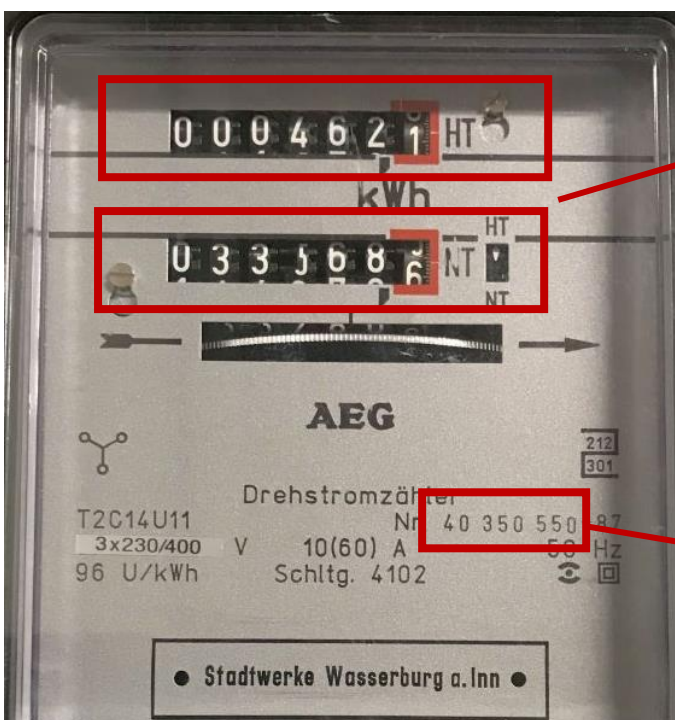 0004621 HT
kWh
HT
033568 NT
NT
AEG
212
301
Drehstromzähler
T2C14U11 Nr. 40 350 550 87
3x230/400 V 10(60) A 50 Hz
96 U/kWh Schltg. 4102
Stadtwerke Wasserburg a. Inn